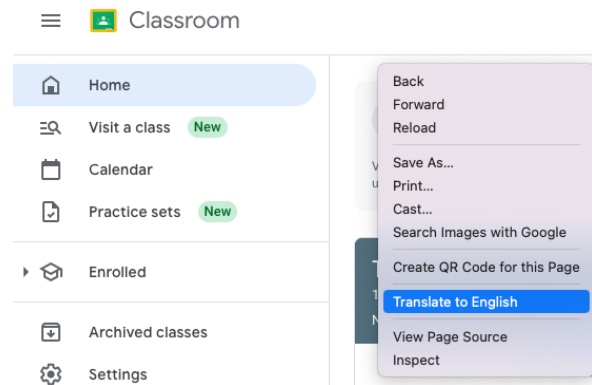 Classroom
Home
Visit a class New
Calendar
Practice sets New
Enrolled
Archived classes
Settings
Back
Forward
Reload
Save As...
Print...
Cast...
Search Images with Google
Create QR Code for this Page
Translate to English
View Page Source
Inspect